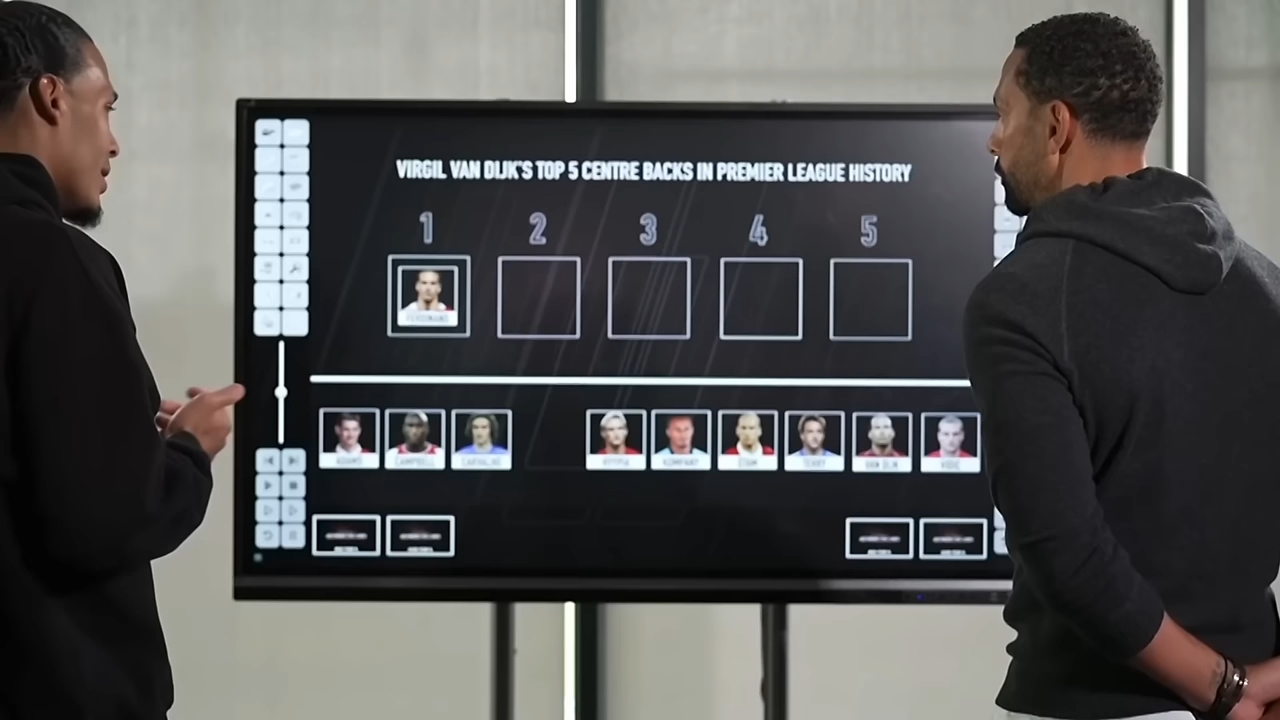 VIRGIL VAN DIJK'S TOP 5 CENTRE BACKS IN PREMIER LEAGUE HISTORY
1 2 3 4 5
FERDINAND
ADAMS CAMPBELL CARVALHO HYYPIA KOMPANY STAM TERRY VAN DIJK VIDIC